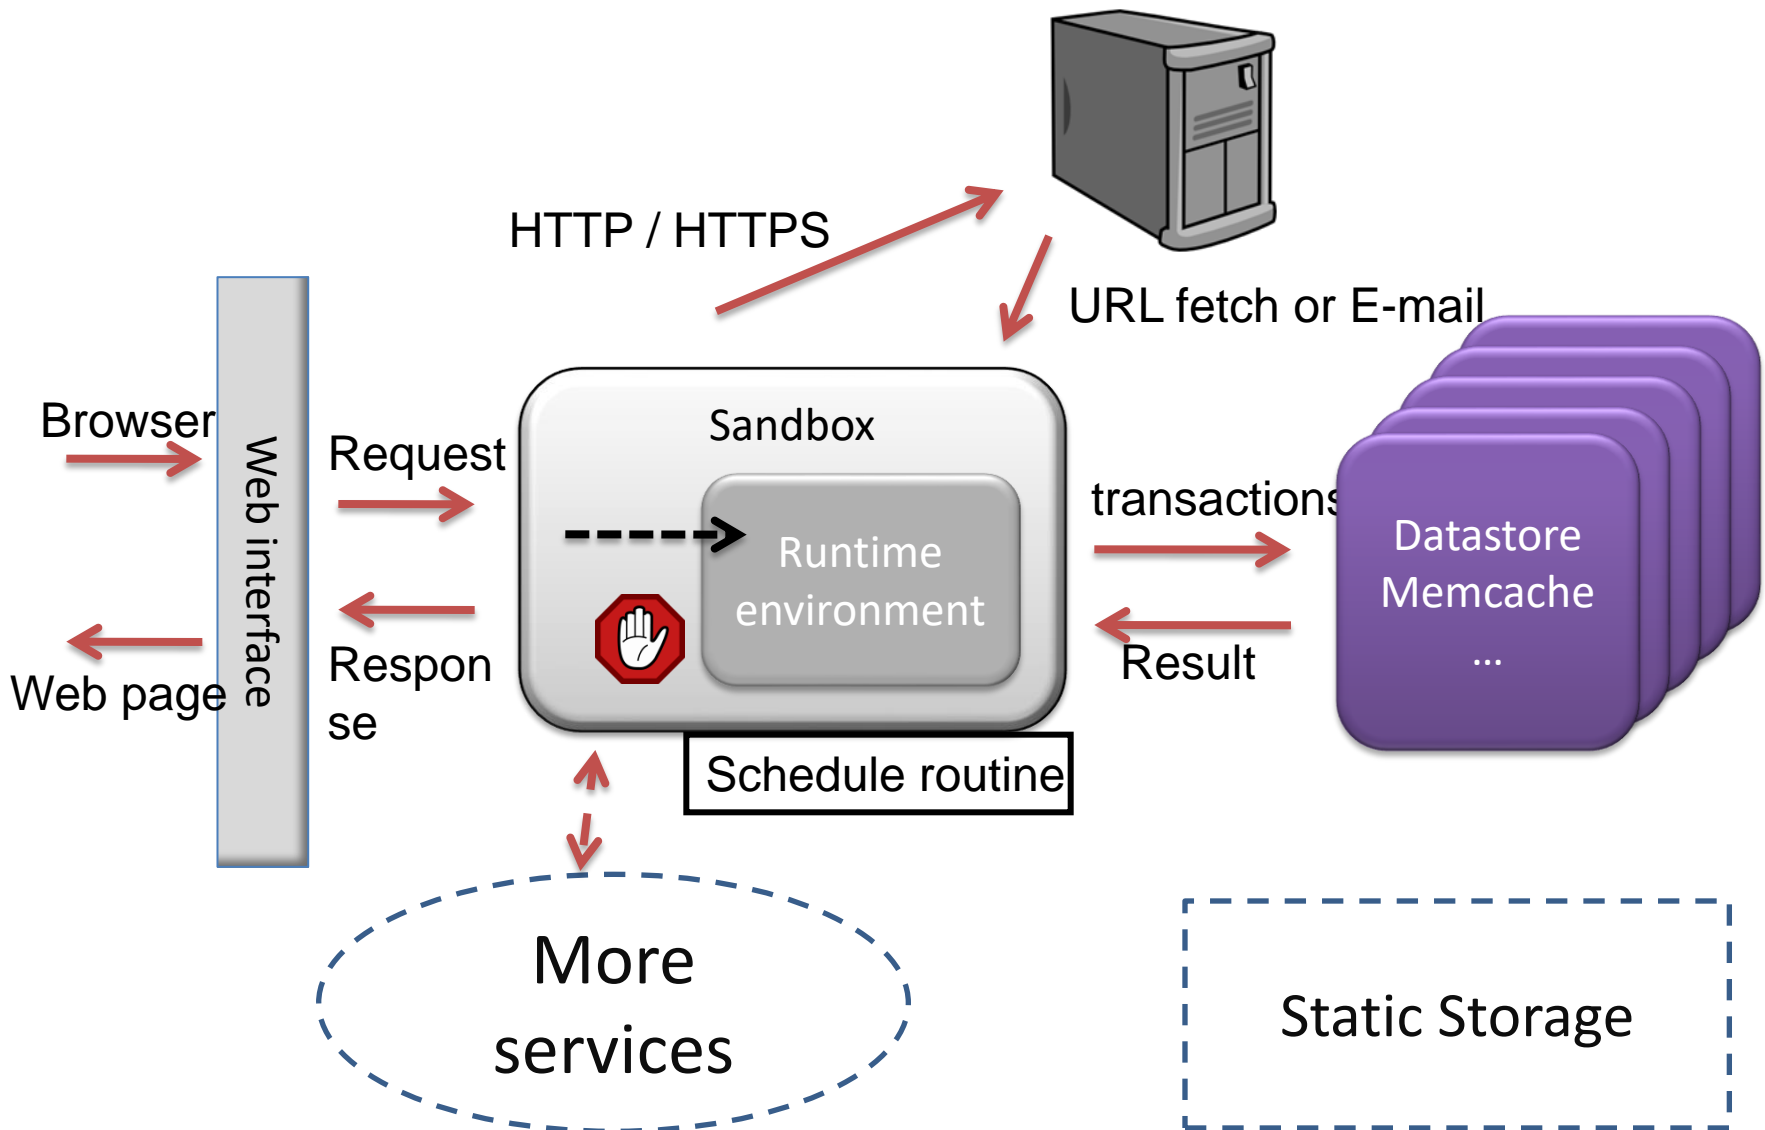 HTTP / HTTPS
URL fetch or E-mail
Browser
Web interface
Request
Sandbox
transactions
Datastore
Memcache
...
Runtime
environment
Result
Respon
se
Web page
Schedule routine
More
services
Static Storage